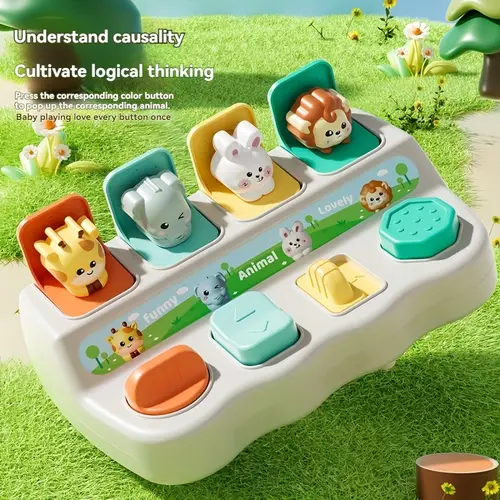 Understand causality
Cultivate logical thinking
Press the corresponding color button
to pop up the corresponding animal.
Baby playing love every button once
Funny
Animal
Lovely